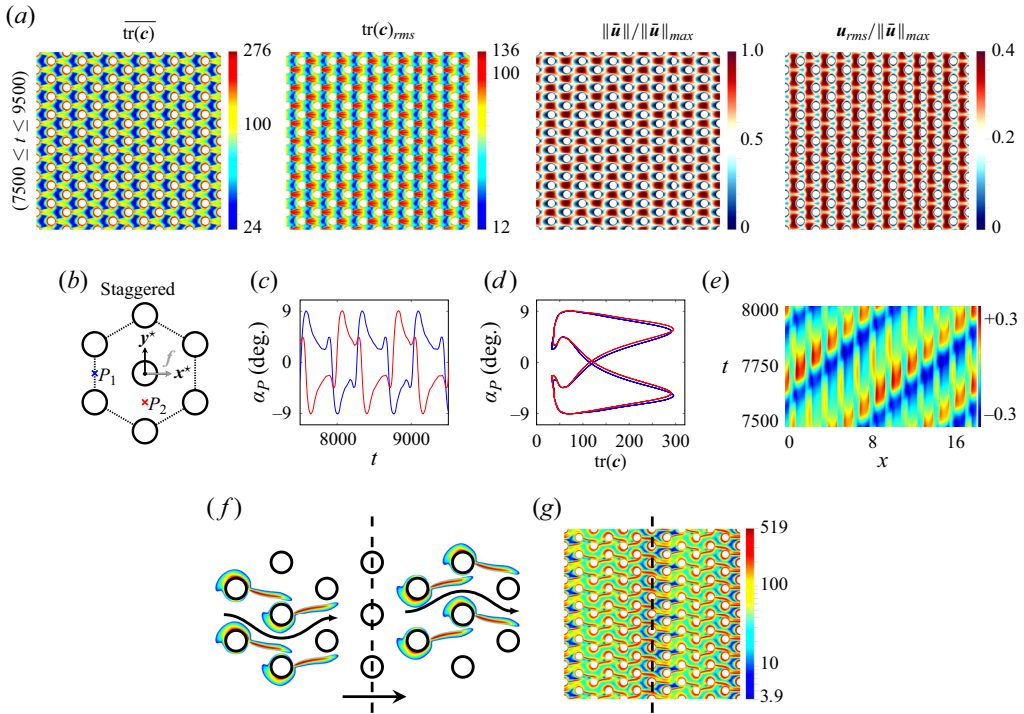 (a)
tr(c) tr(c)rms ‖ū‖/‖ū‖max urms/‖ū‖max
(7500 ≤ t ≤ 9500)
276
100
24
136
100
12
1.0
0.5
0
0.4
0.2
0
(b)
Staggered
y*
f
x*
P1
P2
(c)
αP (deg.)
9
0
−9
8000 9000
t
(d)
αP (deg.)
9
0
−9
0 100 200 300
tr(c)
(e)
t
8000
7750
7500
0 8 16
x
+0.3
−0.3
(f)
(g)
519
100
10
3.9